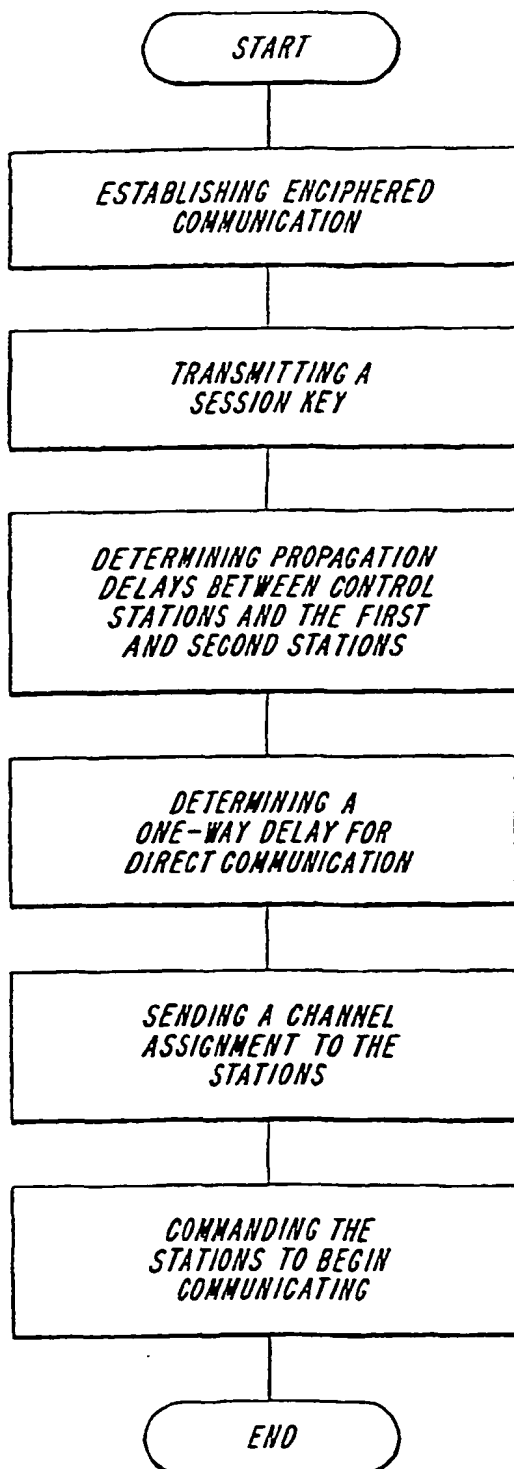 START
ESTABLISHING ENCIPHERED
COMMUNICATION
TRANSMITTING A
SESSION KEY
DETERMINING PROPAGATION
DELAYS BETWEEN CONTROL
STATIONS AND THE FIRST
AND SECOND STATIONS
DETERMINING A
ONE-WAY DELAY FOR
DIRECT COMMUNICATION
SENDING A CHANNEL
ASSIGNMENT TO THE
STATIONS
COMMANDING THE
STATIONS TO BEGIN
COMMUNICATING
END